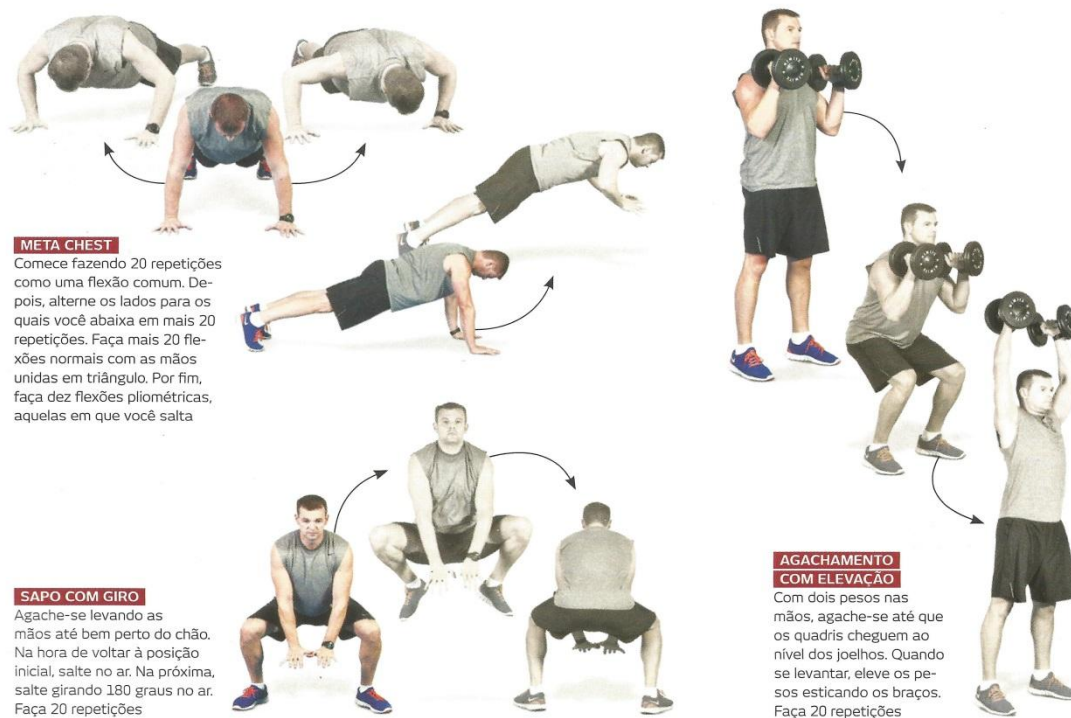 META CHEST
Comece fazendo 20 repetições
como uma flexão comum. De-
pois, alterne os lados para os
quais você abaixa em mais 20
repetições. Faça mais 20 fle-
xões normais com as mãos
unidas em triângulo. Por fim,
faça dez flexões pliométricas,
aquelas em que você salta
SAPO COM GIRO
Agache-se levando as
mãos até bem perto do chão.
Na hora de voltar à posição
inicial, salte no ar. Na próxima,
salte girando 180 graus no ar.
Faça 20 repetições
AGACHAMENTO
COM ELEVAÇÃO
Com dois pesos nas
mãos, agache-se até que
os quadris cheguem ao
nível dos joelhos. Quando
se levantar, eleve os pe-
sos esticando os braços.
Faça 20 repetições